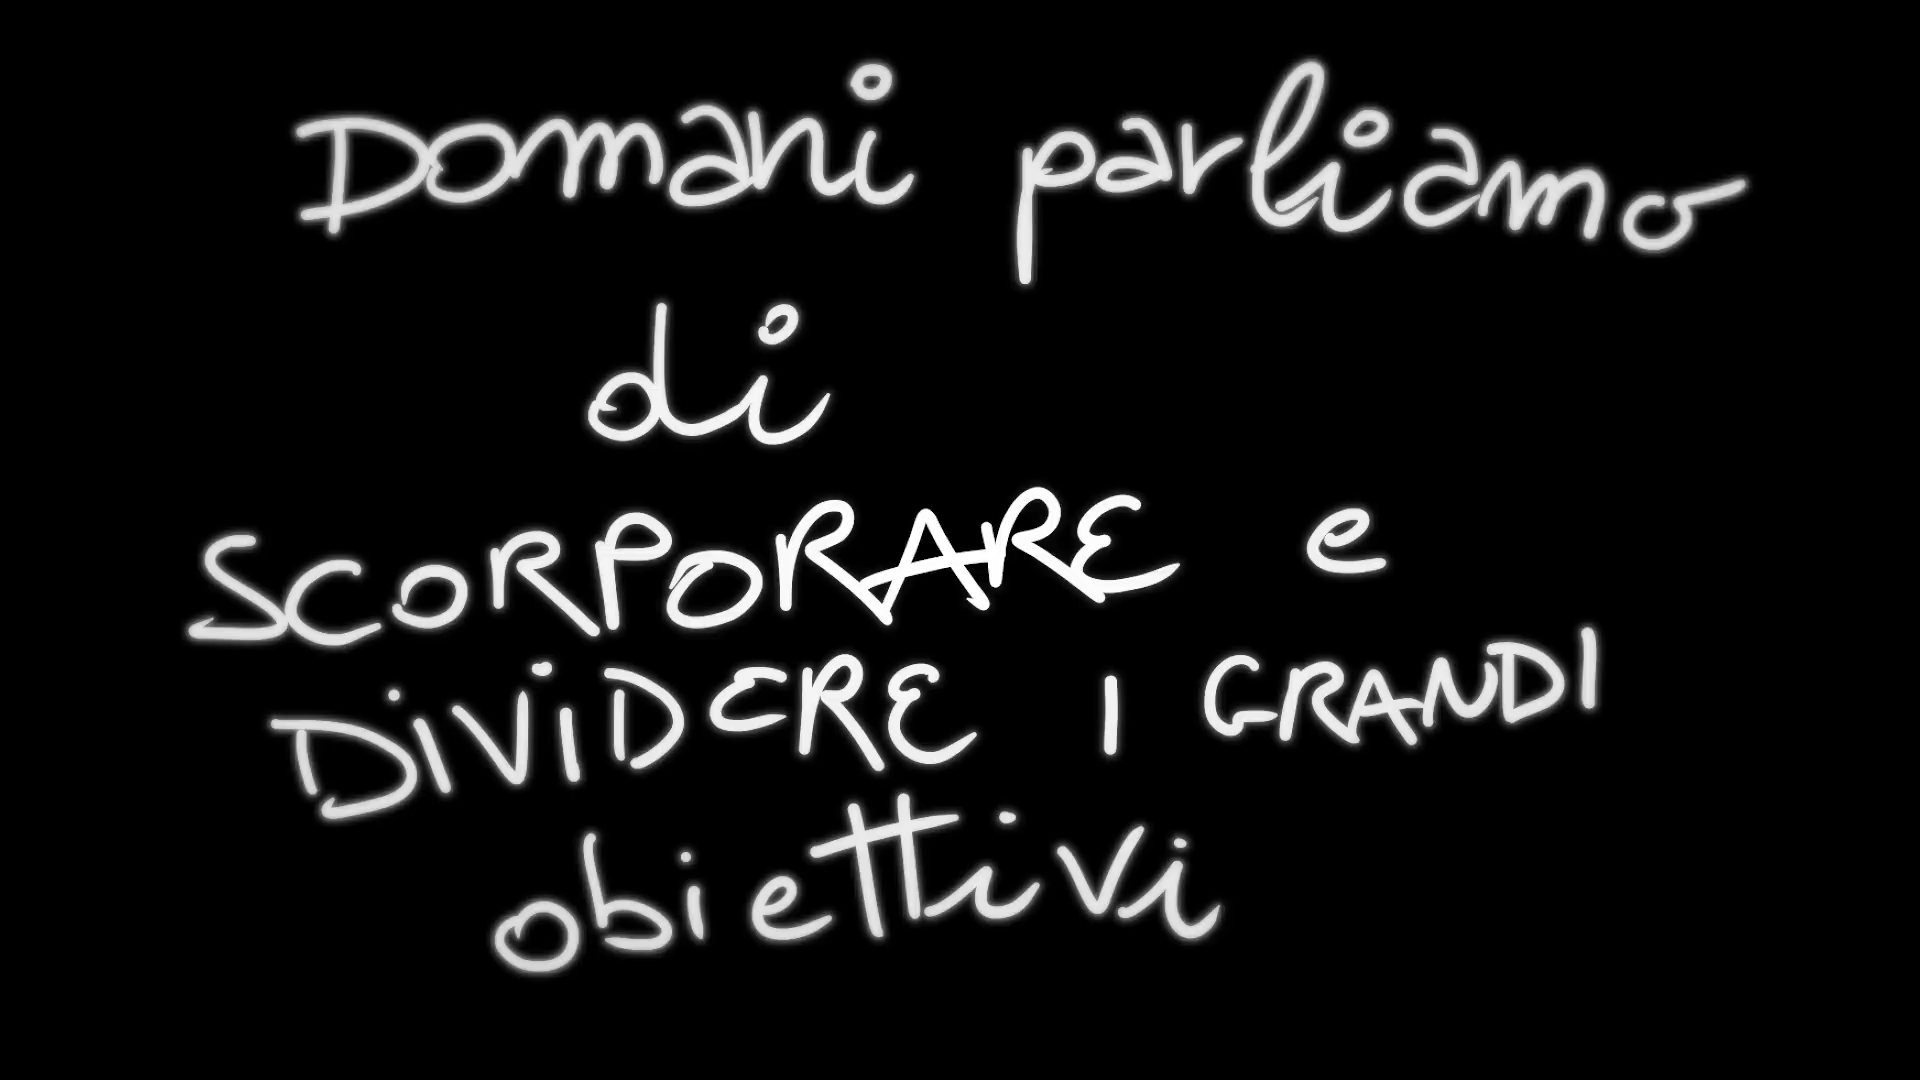 Domani parliamo
di
SCORPORARE e
DIVIDERE I GRANDI
obiettivi